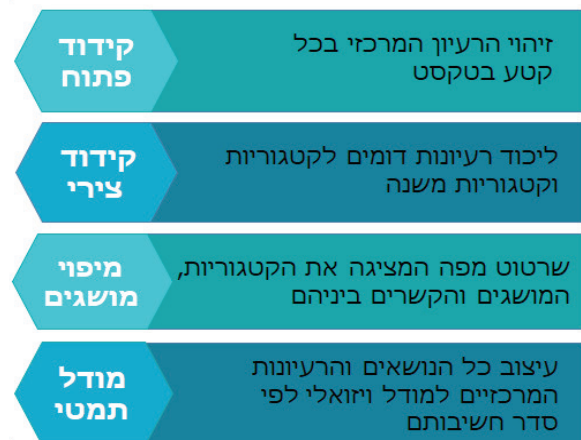 קידוד
פתוח
זיהוי הרעיון המרכזי בכל
קטע בטקסט
קידוד
צירי
ליכוד רעיונות דומים לקטגוריות
וקטגוריות משנה
מיפוי
מושגים
שרטוט מפה המציגה את הקטגוריות,
המושגים והקשרים ביניהם
מודל
תמטי
עיצוב כל הנושאים והרעיונות
המרכזיים למודל ויזואלי לפי
סדר חשיבותם